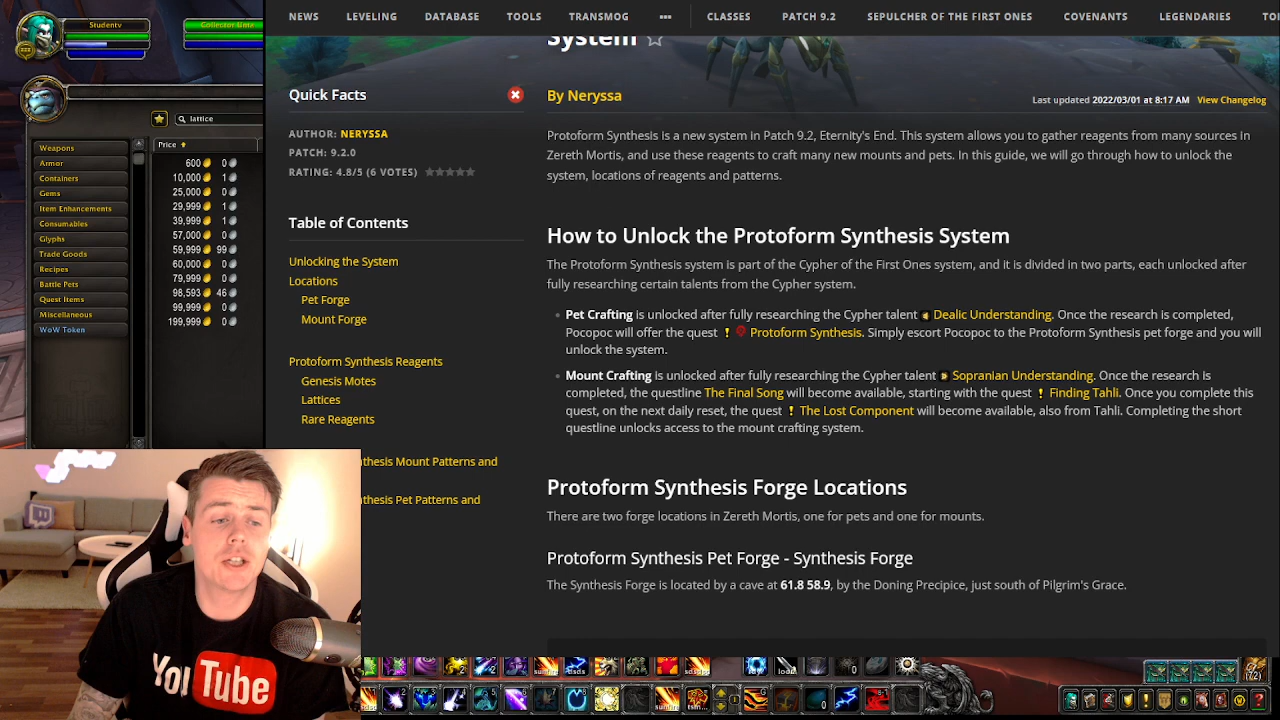 Studentv
Collector Unta
NEWS LEVELING DATABASE TOOLS TRANSMOG CLASSES PATCH 9.2 SEPULCHER OF THE FIRST ONES COVENANTS LEGENDARIES
System
Quick Facts
AUTHOR: NERYSSA
PATCH: 9.2.0
RATING: 4.8/5 (6 VOTES)
Table of Contents
Unlocking the System
Locations
Pet Forge
Mount Forge
Protoform Synthesis Reagents
Genesis Motes
Lattices
Rare Reagents
nthesis Mount Patterns and
nthesis Pet Patterns and
By Neryssa
Last updated 2022/03/01 at 8:17 AM View Changelog
Protoform Synthesis is a new system in Patch 9.2, Eternity's End. This system allows you to gather reagents from many sources in
Zereth Mortis, and use these reagents to craft many new mounts and pets. In this guide, we will go through how to unlock the
system, locations of reagents and patterns.
How to Unlock the Protoform Synthesis System
The Protoform Synthesis system is part of the Cypher of the First Ones system, and it is divided in two parts, each unlocked after
fully researching certain talents from the Cypher system.
• Pet Crafting is unlocked after fully researching the Cypher talent Dealic Understanding. Once the research is completed,
Pocopoc will offer the quest Protoform Synthesis. Simply escort Pocopoc to the Protoform Synthesis pet forge and you will
unlock the system.
• Mount Crafting is unlocked after fully researching the Cypher talent Sopranian Understanding. Once the research is
completed, the questline The Final Song will become available, starting with the quest Finding Tahli. Once you complete this
quest, on the next daily reset, the quest The Lost Component will become available, also from Tahli. Completing the short
questline unlocks access to the mount crafting system.
Protoform Synthesis Forge Locations
There are two forge locations in Zereth Mortis, one for pets and one for mounts.
Protoform Synthesis Pet Forge - Synthesis Forge
The Synthesis Forge is located by a cave at 61.8 58.9, by the Doning Precipice, just south of Pilgrim's Grace.
lattice
Weapons
Armor
Containers
Gems
Item Enhancements
Consumables
Glyphs
Trade Goods
Recipes
Battle Pets
Quest Items
Miscellaneous
WoW Token
Price
600 0
10,000 1
25,000 0
29,999 1
39,999 1
57,000 0
59,999 99
60,000 0
79,999 0
98,593 46
99,999 0
199,999 0
YouTube